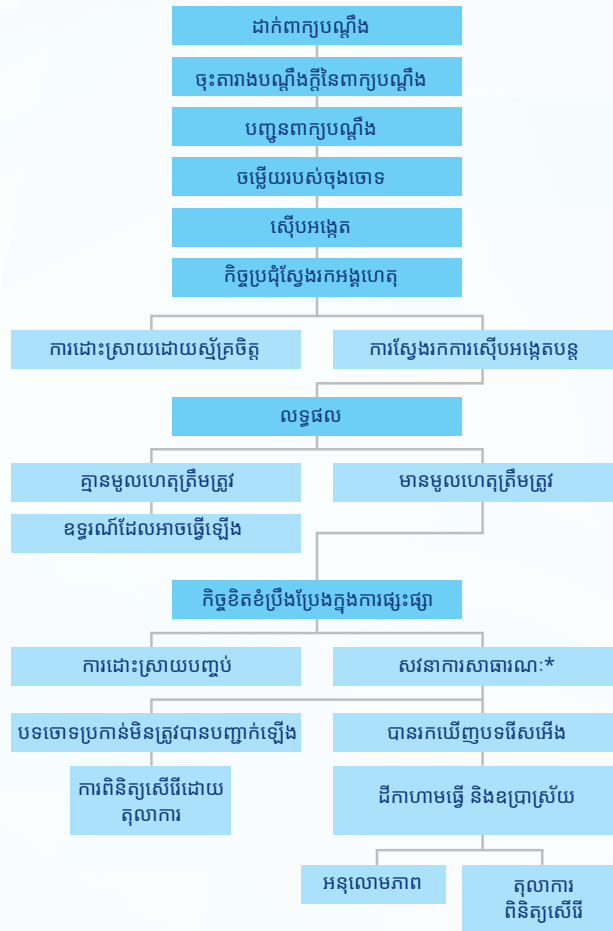 ដាក់ពាក្យបណ្តឹង
ចុះតារាងបណ្តឹងក្តីនៃពាក្យបណ្តឹង
បញ្ជូនពាក្យបណ្តឹង
ចម្លើយរបស់ចុងចោទ
ស៊ើបអង្កេត
កិច្ចប្រជុំស្វែងរកអង្គហេតុ
ការដោះស្រាយដោយស្ម័គ្រចិត្ត
ការស្វែងរកការស៊ើបអង្កេតបន្ត
លទ្ធផល
គ្មានមូលហេតុត្រឹមត្រូវ
មានមូលហេតុត្រឹមត្រូវ
ឧទ្ធរណ៍ដែលអាចធ្វើឡើង
កិច្ចខិតខំប្រឹងប្រែងក្នុងការផ្សះផ្សា
ការដោះស្រាយបញ្ចប់
សវនាការសាធារណៈ*
បទចោទប្រកាន់មិនត្រូវបានបញ្ជាក់ឡើង
បានរកឃើញបទរើសអើង
ការពិនិត្យសើរើដោយ
តុលាការ
ដីកាហាមធ្វើ និងឧប្រាស្រ័យ
អនុលោមភាព
តុលាការ
ពិនិត្យសើរើ